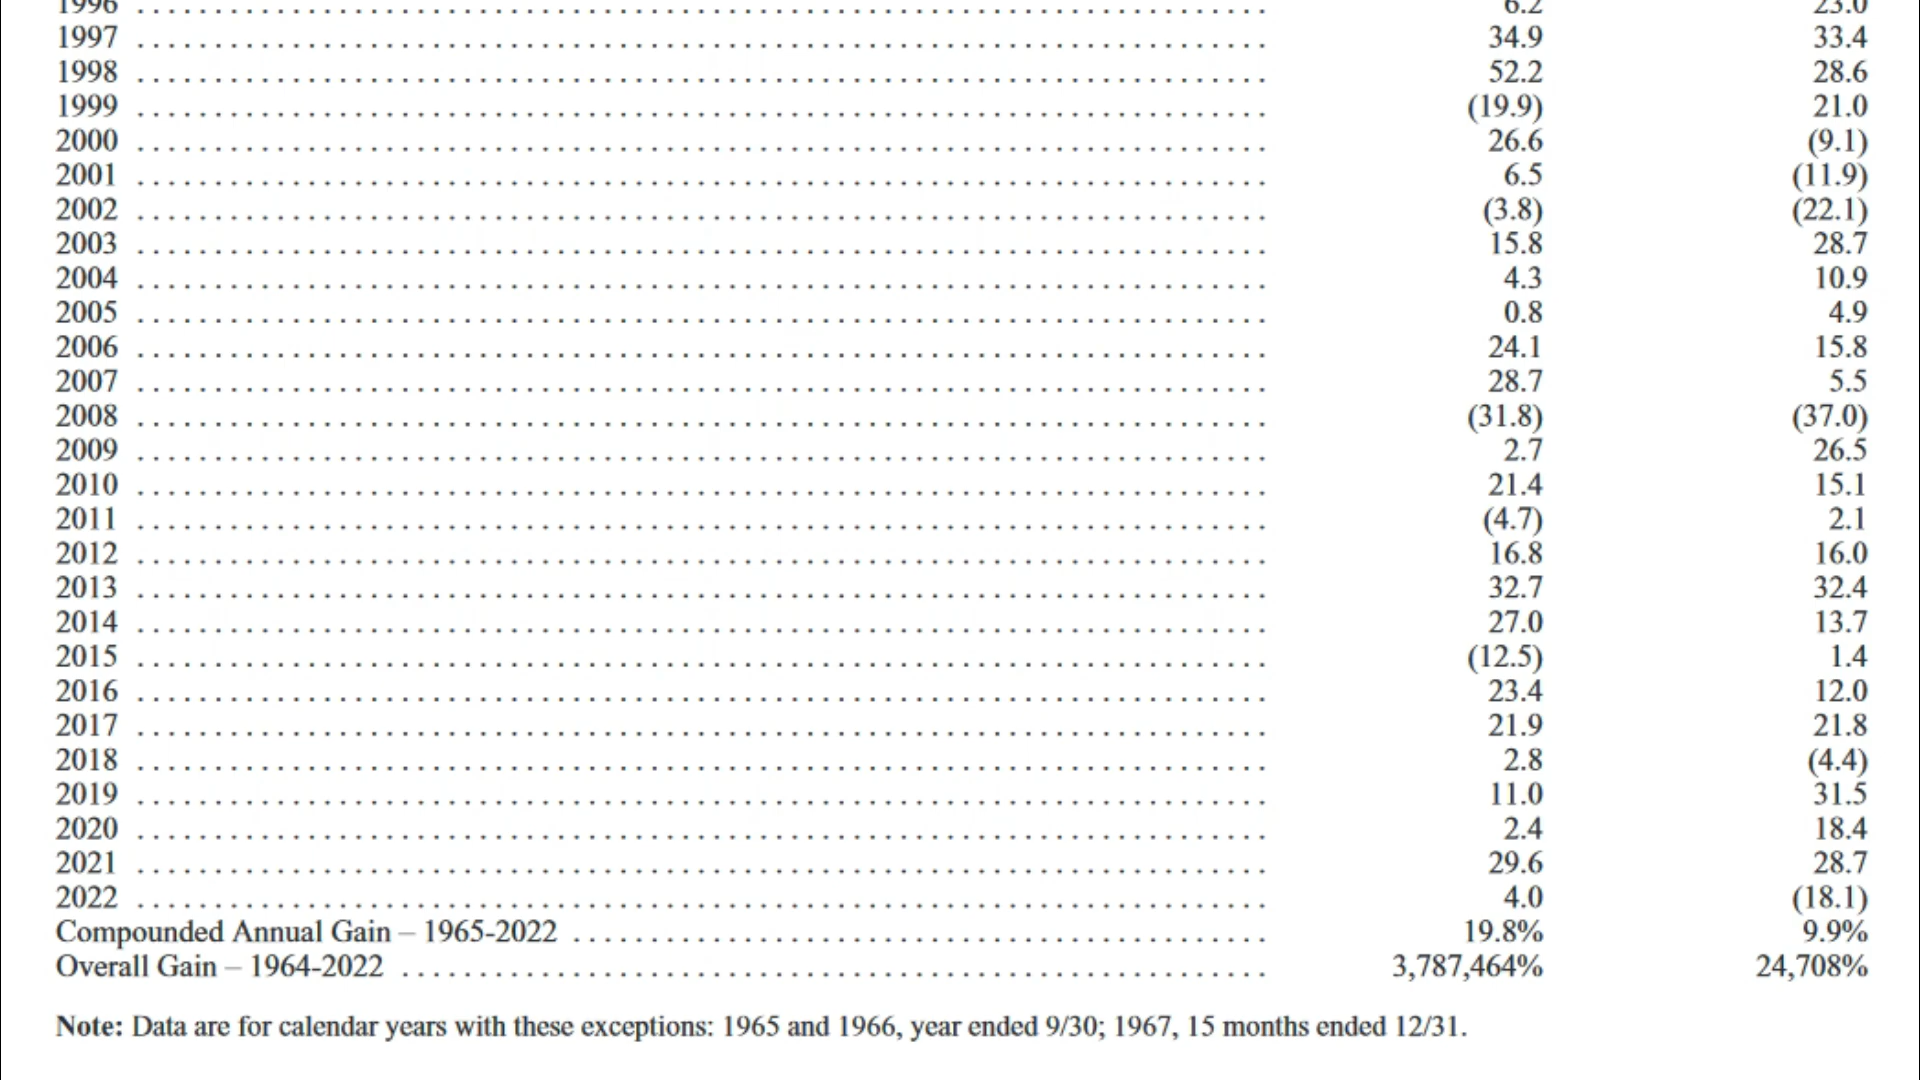 1996 6.2 23.0
1997 34.9 33.4
1998 52.2 28.6
1999 (19.9) 21.0
2000 26.6 (9.1)
2001 6.5 (11.9)
2002 (3.8) (22.1)
2003 15.8 28.7
2004 4.3 10.9
2005 0.8 4.9
2006 24.1 15.8
2007 28.7 5.5
2008 (31.8) (37.0)
2009 2.7 26.5
2010 21.4 15.1
2011 (4.7) 2.1
2012 16.8 16.0
2013 32.7 32.4
2014 27.0 13.7
2015 (12.5) 1.4
2016 23.4 12.0
2017 21.9 21.8
2018 2.8 (4.4)
2019 11.0 31.5
2020 2.4 18.4
2021 29.6 28.7
2022 4.0 (18.1)
Compounded Annual Gain – 1965-2022 19.8% 9.9%
Overall Gain – 1964-2022 3,787,464% 24,708%
Note: Data are for calendar years with these exceptions: 1965 and 1966, year ended 9/30; 1967, 15 months ended 12/31.